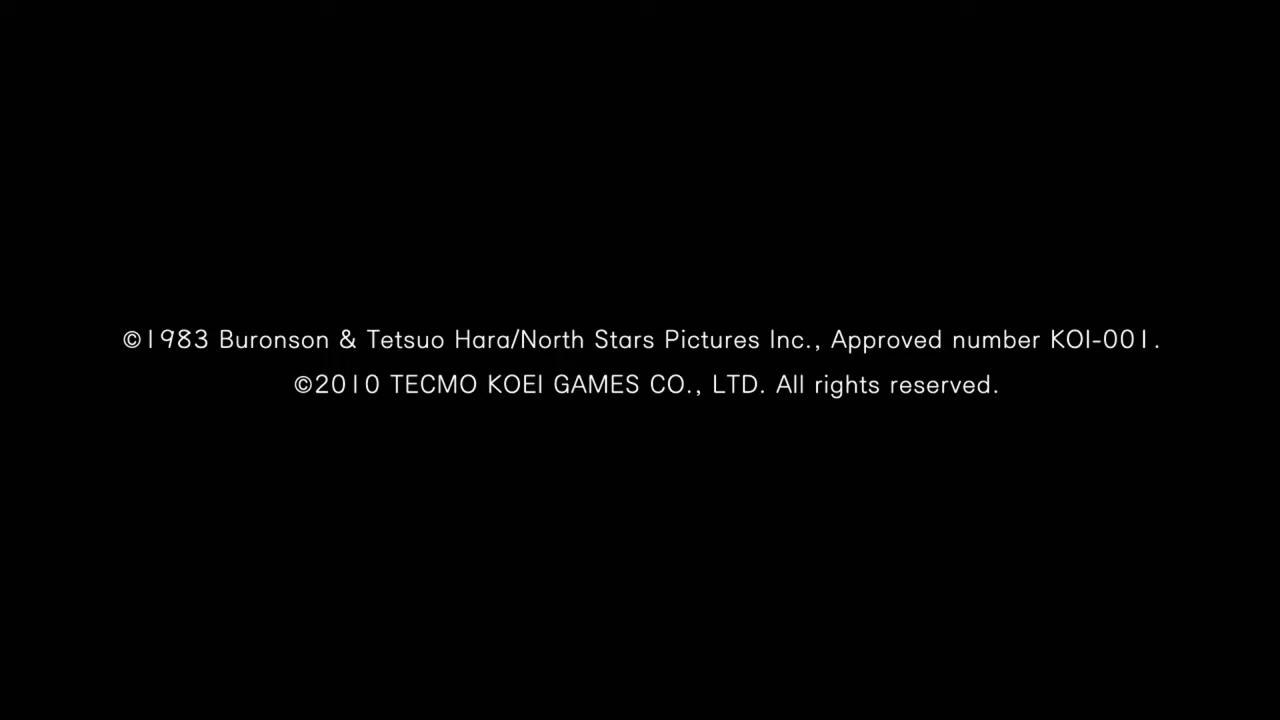 ©1983 Buronson & Tetsuo Hara/North Stars Pictures Inc., Approved number KOI-001.
©2010 TECMO KOEI GAMES CO., LTD. All rights reserved.